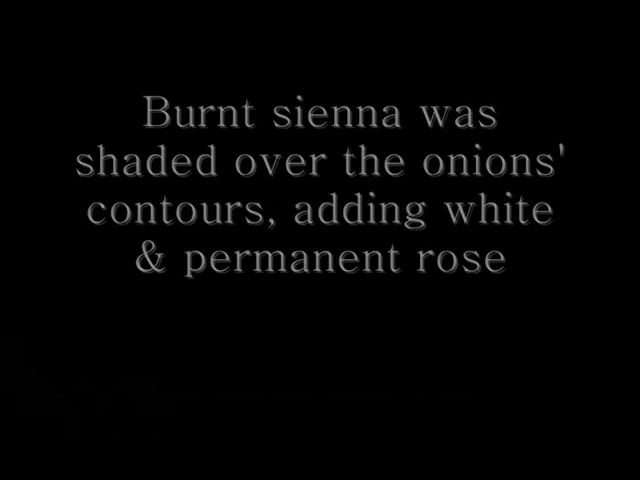 Burnt sienna was
shaded over the onions'
contours, adding white
& permanent rose